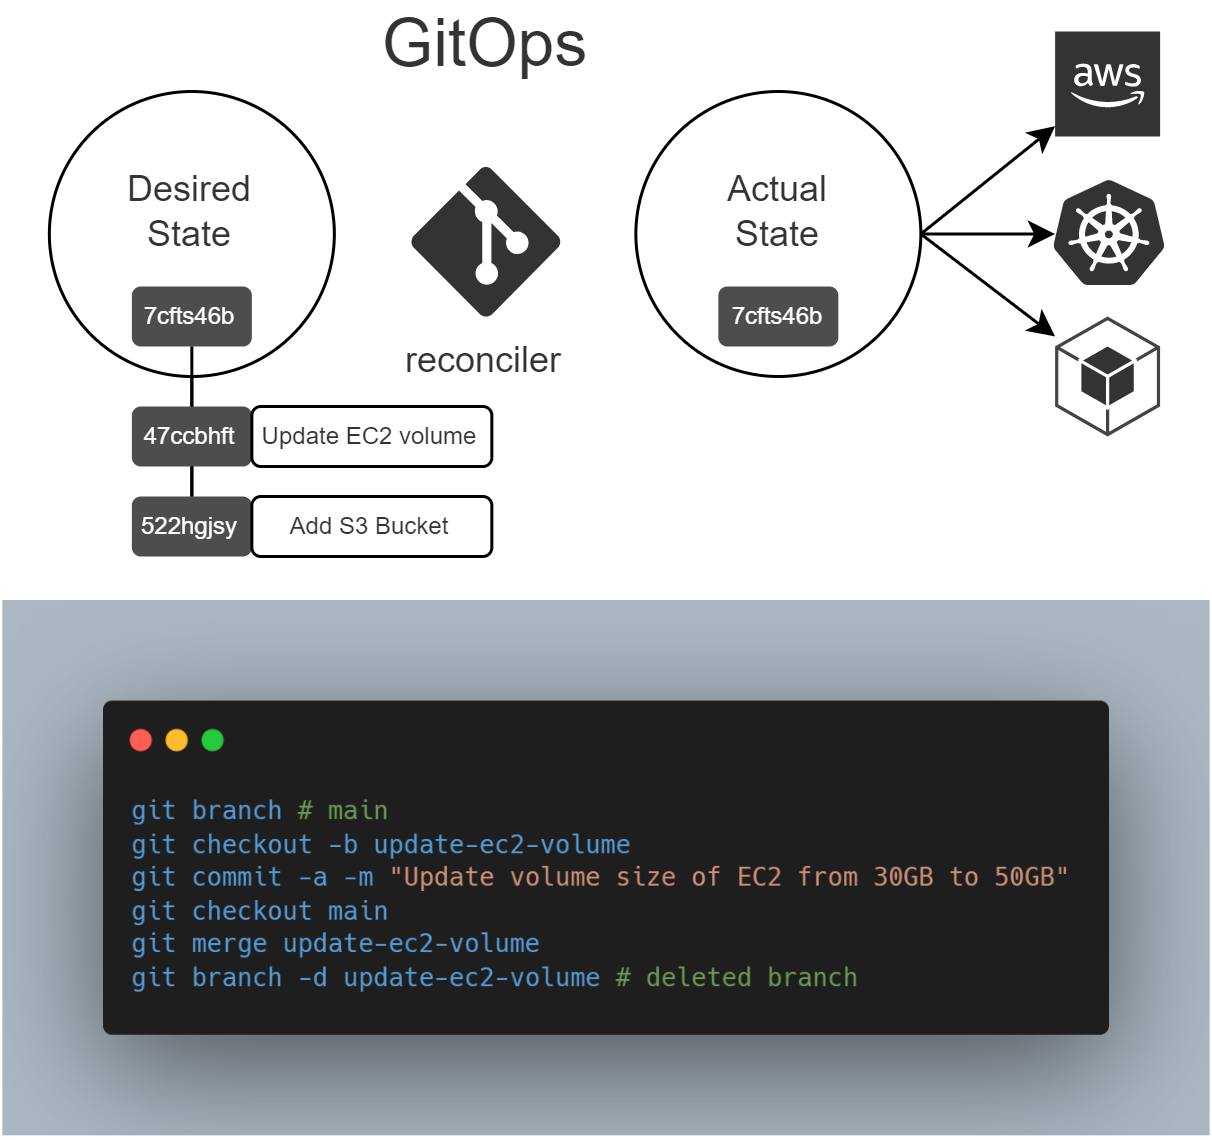 GitOps
Desired
State
7cfts46b
47ccbhft
Update EC2 volume
522hgjsy
Add S3 Bucket
reconciler
Actual
State
7cfts46b
aws
git branch # main
git checkout -b update-ec2-volume
git commit -a -m "Update volume size of EC2 from 30GB to 50GB"
git checkout main
git merge update-ec2-volume
git branch -d update-ec2-volume # deleted branch